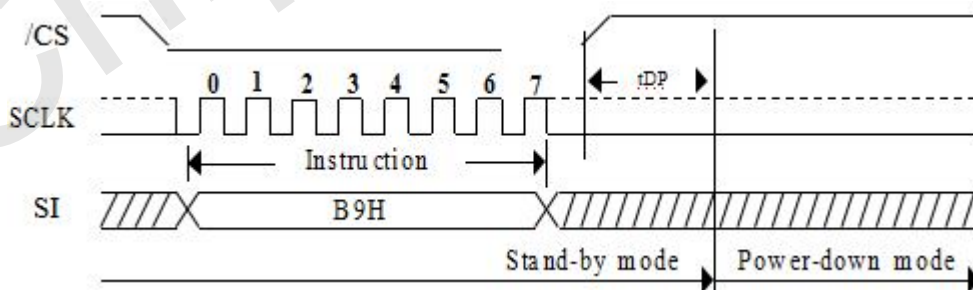 /CS
tDP
0 1 2 3 4 5 6 7
SCLK
Instruction
SI
B9H
Stand-by mode
Power-down mode